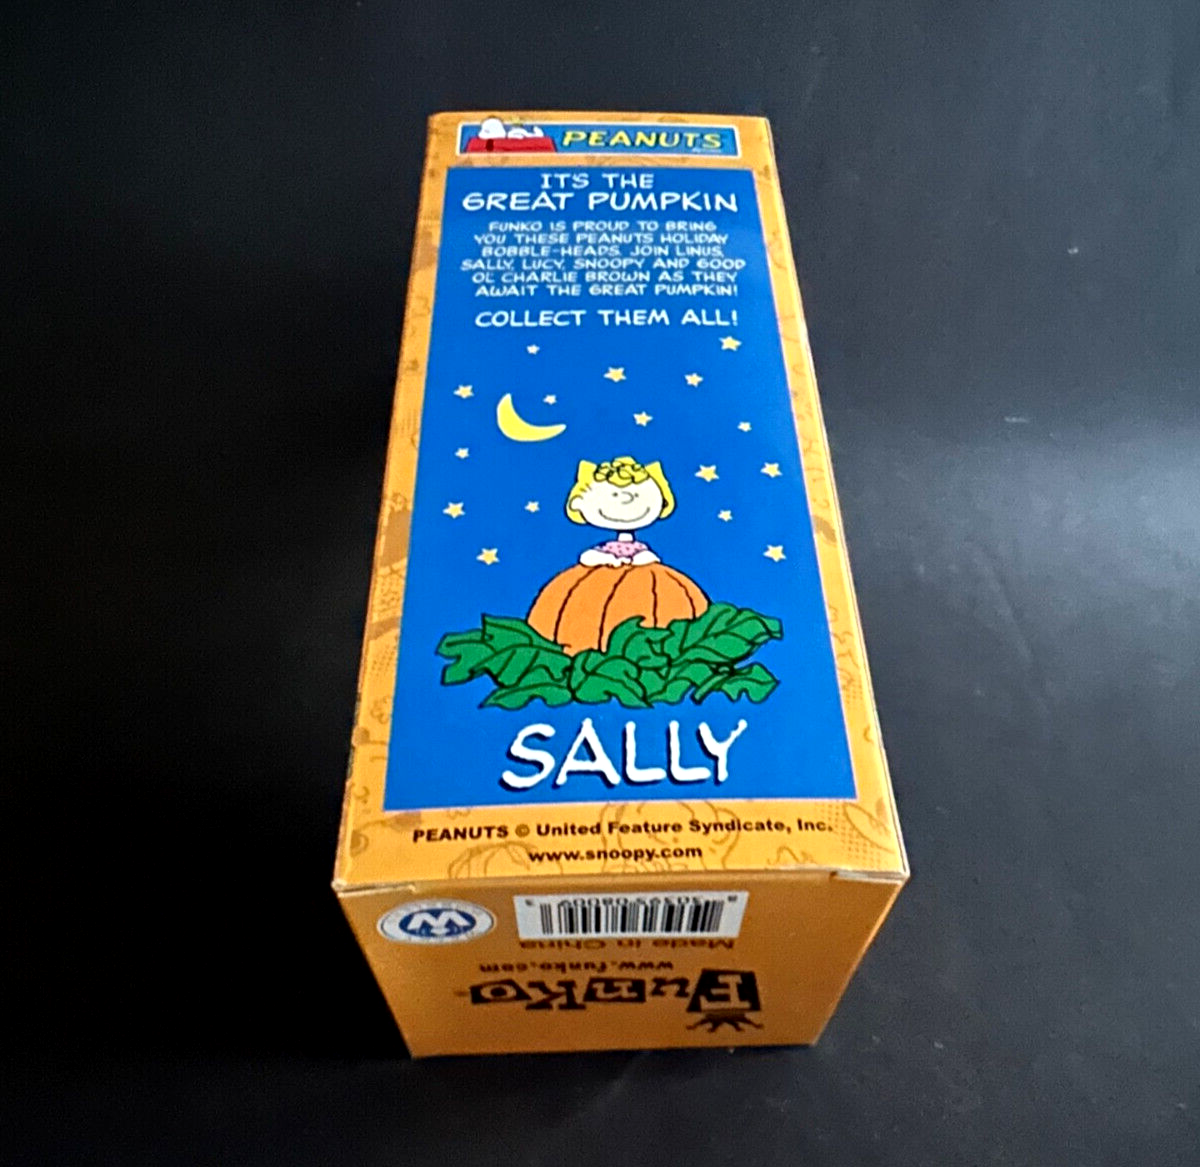 PEANUTS
IT'S THE
GREAT PUMPKIN
FUNKO IS PROUD TO BRING
YOU THESE PEANUTS HOLIDAY
BOBBLE-HEADS. JOIN LINUS,
SALLY, LUCY, SNOOPY AND GOOD
OL' CHARLIE BROWN AS THEY
AWAIT THE GREAT PUMPKIN!
COLLECT THEM ALL!
SALLY
PEANUTS © United Feature Syndicate, Inc.
www.snoopy.com
Made in China
www.funko.com
FunKo